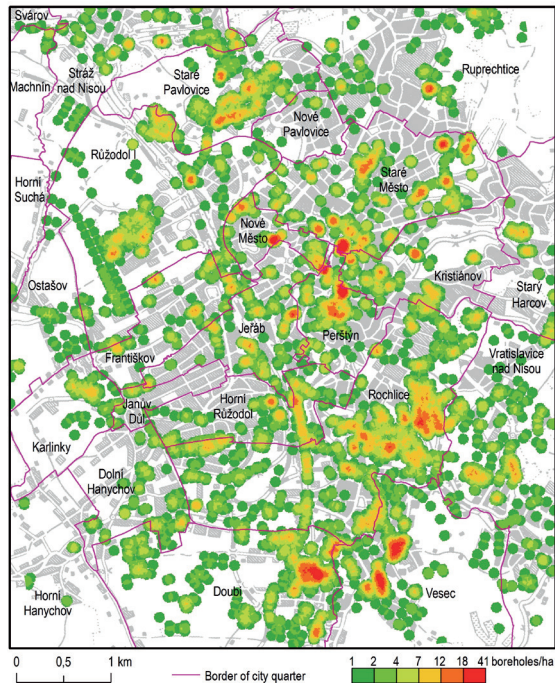 Svárov
Machnín
Stráž
nad Nisou
Staré
Pavlovice
Ruprechtice
Nové
Pavlovice
Růžodol I
Horní
Suchá
Staré
Město
Nové
Město
Kristiánov
Ostašov
Starý
Harcov
Jeřáb
Perštýn
Františkov
Vratislavice
nad Nisou
Janův
Důl
Horní
Růžodol
Rochlice
Karlinky
Dolní
Hanychov
Horní
Hanychov
Doubí
Vesec
0 0,5 1 km
Border of city quarter
1 2 4 7 12 18 41 boreholes/ha